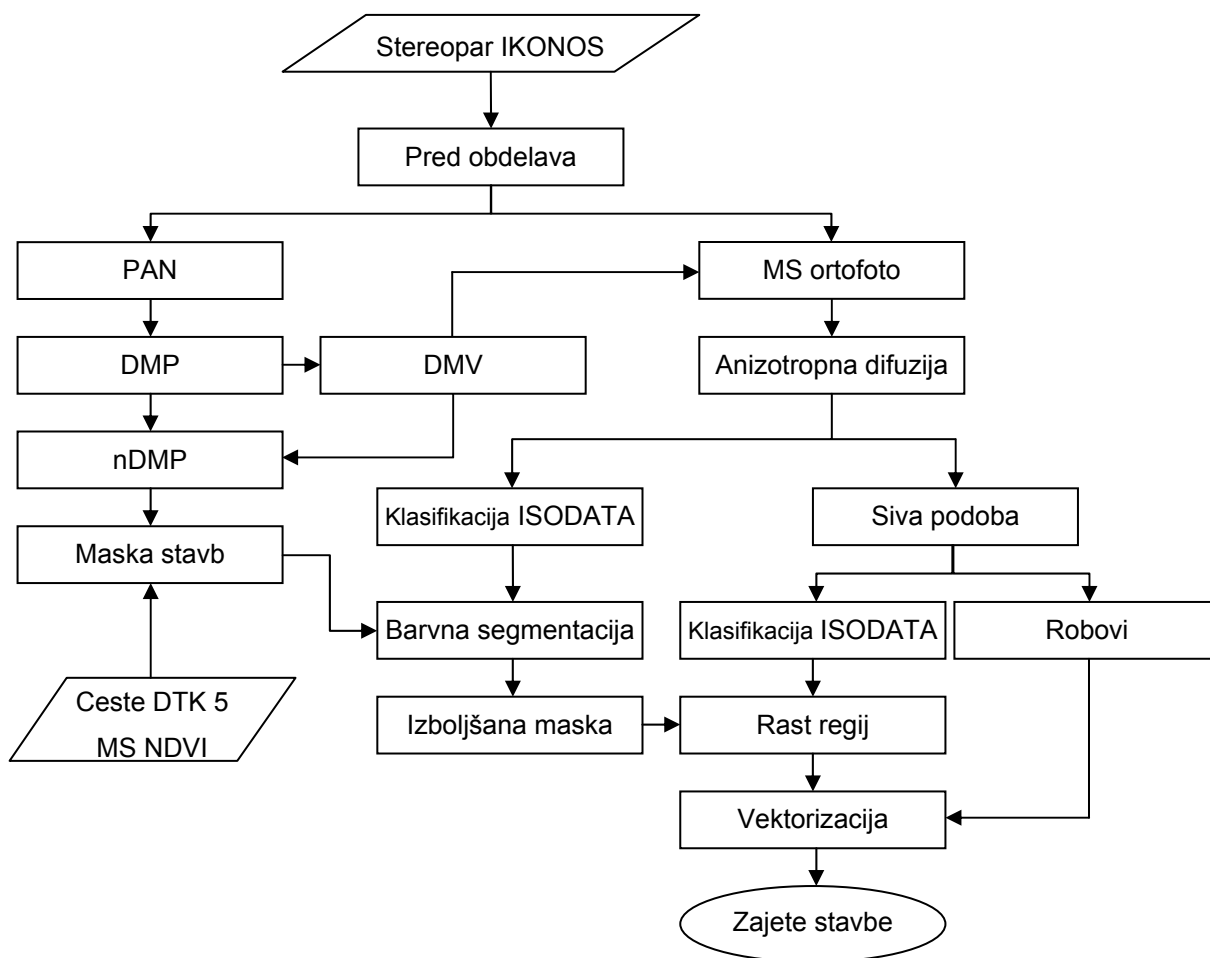 Stereopar IKONOS
Pred obdelava
PAN
MS ortofoto
DMP
DMV
Anizotropna difuzija
nDMP
Klasifikacija ISODATA
Siva podoba
Maska stavb
Barvna segmentacija
Klasifikacija ISODATA
Robovi
Ceste DTK 5
MS NDVI
Izboljšana maska
Rast regij
Vektorizacija
Zajete stavbe